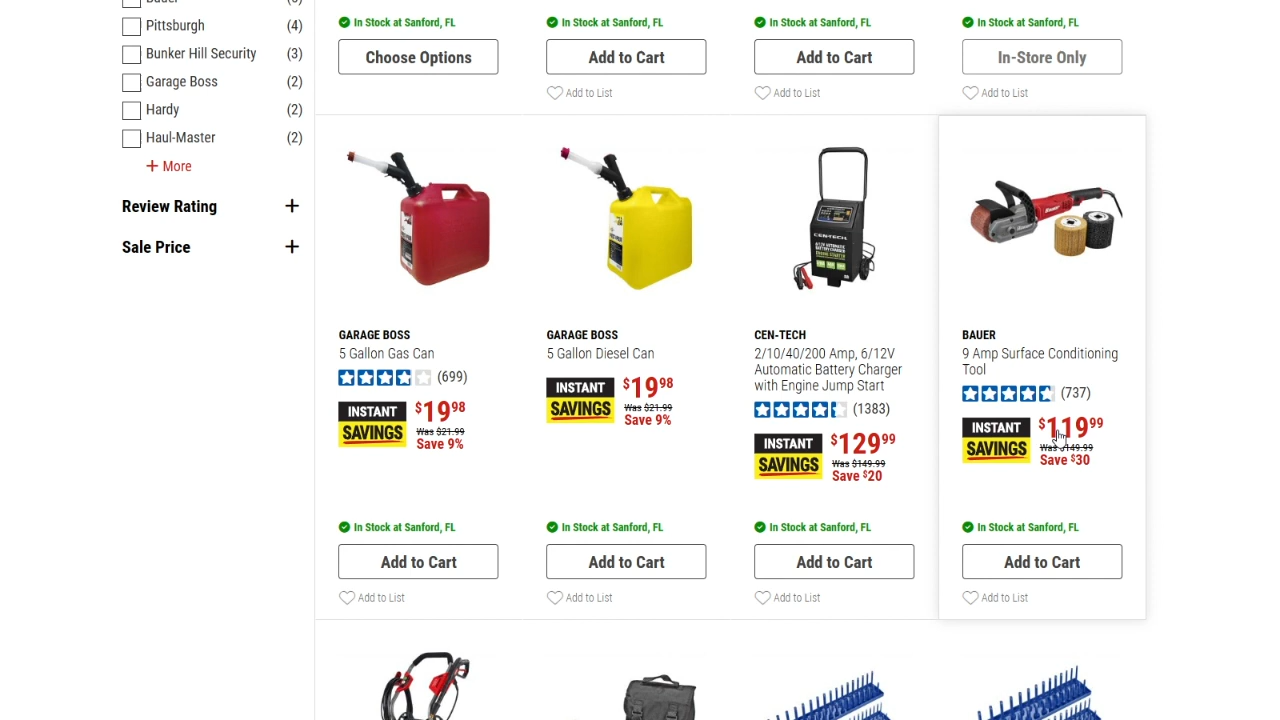 Pittsburgh (4)
Bunker Hill Security (3)
Garage Boss (2)
Hardy (2)
Haul-Master (2)
+ More
Review Rating +
Sale Price +
In Stock at Sanford, FL
Choose Options
In Stock at Sanford, FL
Add to Cart
Add to List
In Stock at Sanford, FL
Add to Cart
Add to List
In Stock at Sanford, FL
In-Store Only
Add to List
GARAGE BOSS
5 Gallon Gas Can
(699)
INSTANT
SAVINGS
$19 98
Was $21.99
Save 9%
In Stock at Sanford, FL
Add to Cart
Add to List
GARAGE BOSS
5 Gallon Diesel Can
INSTANT
SAVINGS
$19 98
Was $21.99
Save 9%
In Stock at Sanford, FL
Add to Cart
Add to List
CEN-TECH
CEN-TECH
2/10/40/200 Amp, 6/12V
Automatic Battery Charger
with Engine Jump Start
(1383)
INSTANT
SAVINGS
$129 99
Was $149.99
Save $20
In Stock at Sanford, FL
Add to Cart
Add to List
BAUER
9 Amp Surface Conditioning
Tool
(737)
INSTANT
SAVINGS
$119 99
Was $149.99
Save $30
In Stock at Sanford, FL
Add to Cart
Add to List